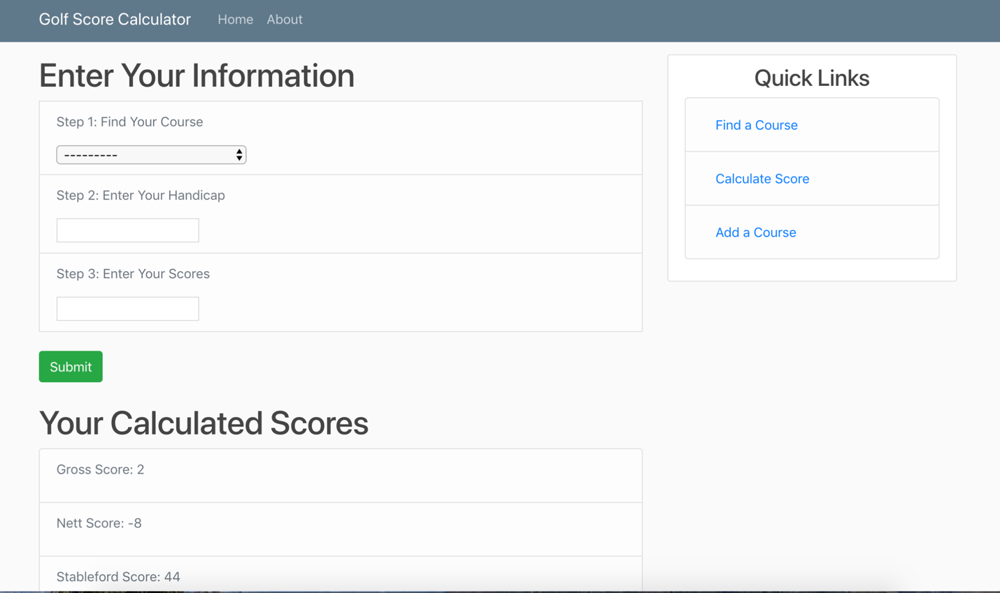 Golf Score Calculator Home About
Enter Your Information
Step 1: Find Your Course
---------
Step 2: Enter Your Handicap
Step 3: Enter Your Scores
Submit
Your Calculated Scores
Gross Score: 2
Nett Score: -8
Stableford Score: 44
Quick Links
Find a Course
Calculate Score
Add a Course